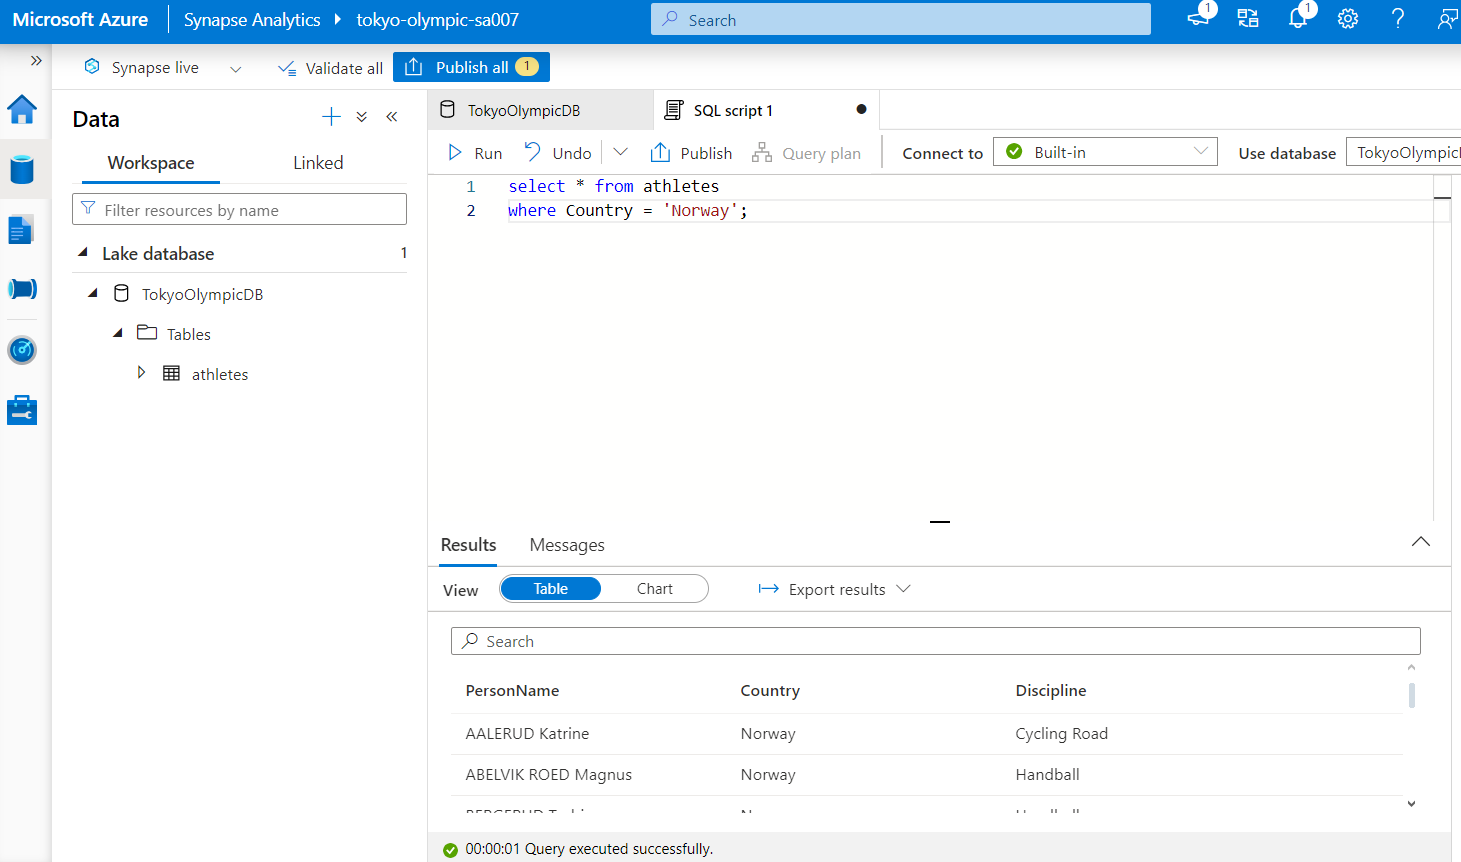 Microsoft Azure Synapse Analytics tokyo-olympic-sa007 Search 1 1
Synapse live Validate all Publish all 1
Data
Workspace Linked
Filter resources by name
Lake database 1
TokyoOlympicDB
Tables
athletes
TokyoOlympicDB SQL script 1
Run Undo Publish Query plan Connect to Built-in Use database
1 select * from athletes
2 where Country = 'Norway';
Results Messages
View Table Chart Export results
Search
PersonName Country Discipline
AALERUD Katrine Norway Cycling Road
ABELVIK ROED Magnus Norway Handball
00:00:01 Query executed successfully.